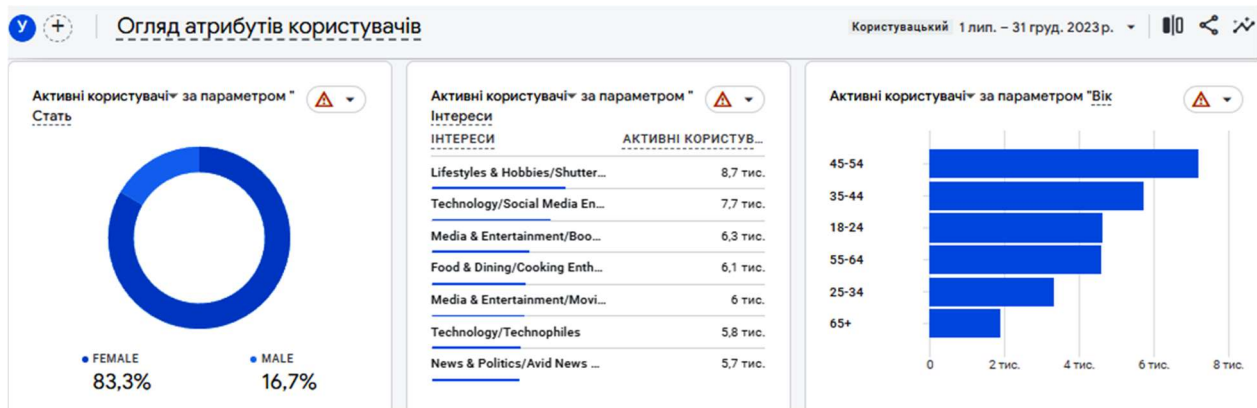 У
Огляд атрибутів користувачів
Користувацький 1 лип. – 31 груд. 2023 р.
Активні користувачі за параметром "
Стать
FEMALE
83,3%
MALE
16,7%
Активні користувачі за параметром "
Інтереси
ІНТЕРЕСИ АКТИВНІ КОРИСТУВ...
Lifestyles & Hobbies/Shutter... 8,7 тис.
Technology/Social Media En... 7,7 тис.
Media & Entertainment/Boo... 6,3 тис.
Food & Dining/Cooking Enth... 6,1 тис.
Media & Entertainment/Movi... 6 тис.
Technology/Technophiles 5,8 тис.
News & Politics/Avid News ... 5,7 тис.
Активні користувачі за параметром "Вік
45-54
35-44
18-24
55-64
25-34
65+
0 2 тис. 4 тис. 6 тис. 8 тис.